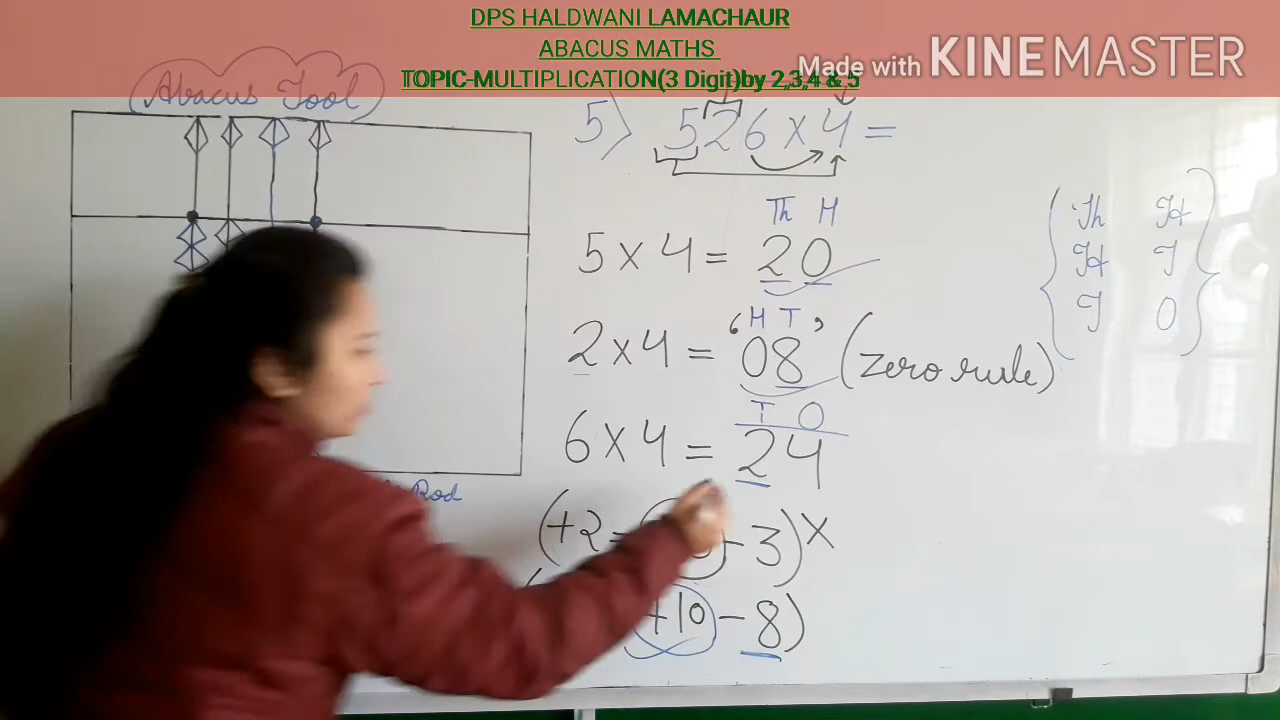 DPS HALDWANI LAMACHAUR
ABACUS MATHS
TOPIC-MULTIPLICATION(3 Digit)by 2,3,4 & 5
Made with KINEMASTER
Abacus Tool
5) 526 x 4 =
Th H
5 x 4 = 20
'H T,
2 x 4 = 08 (zero rule)
T O
6 x 4 = 24
(+2 = - 3) x
+10 - 8)
Th H
H T
T O
Rod